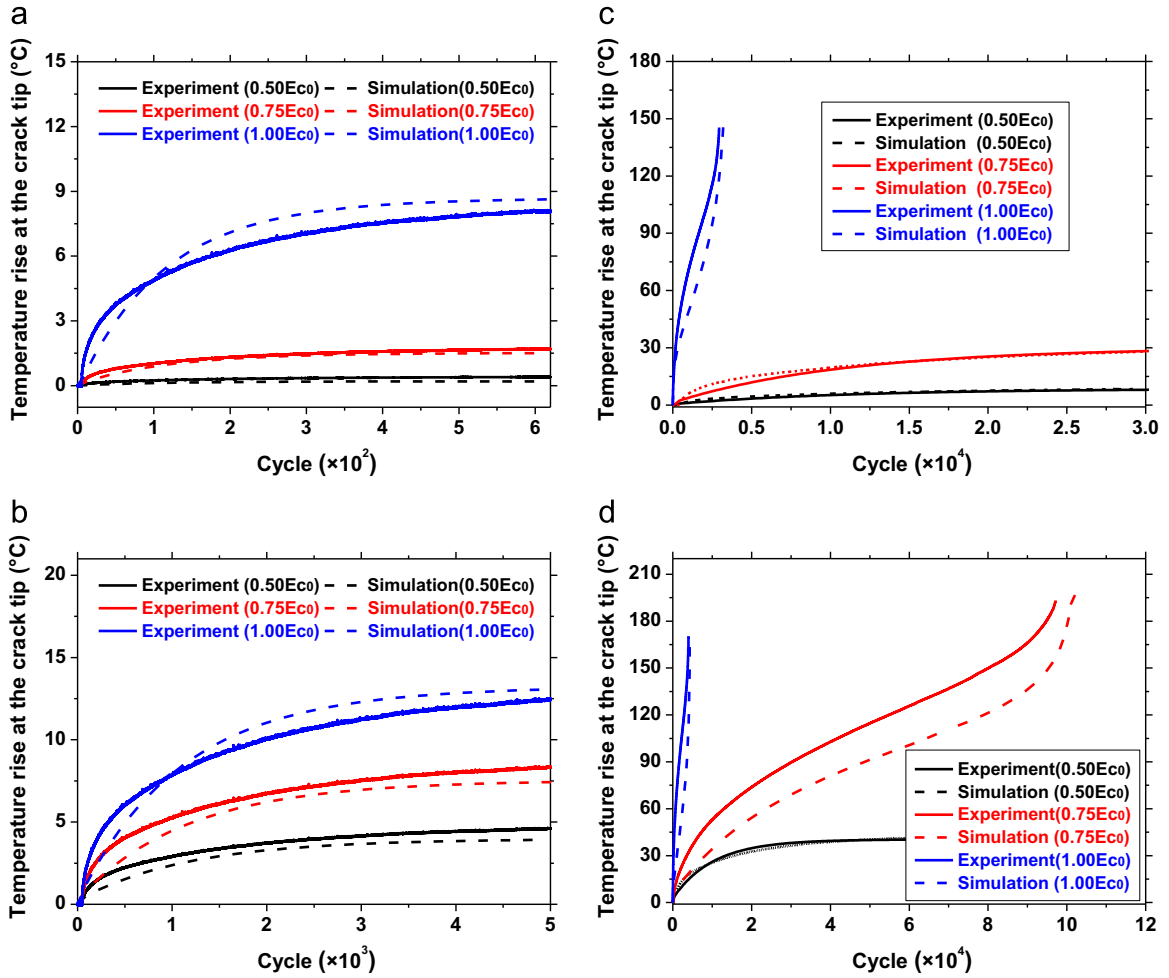 a
Temperature rise at the crack tip (°C)
15
12
9
6
3
0
Experiment (0.50Ec0) Simulation(0.50Ec0)
Experiment (0.75Ec0) Simulation(0.75Ec0)
Experiment (1.00Ec0) Simulation(1.00Ec0)
0 1 2 3 4 5 6
Cycle (×10²)
c
Temperature rise at the crack tip (°C)
180
150
120
90
60
30
0
Experiment (0.50Ec0)
Simulation (0.50Ec0)
Experiment (0.75Ec0)
Simulation (0.75Ec0)
Experiment (1.00Ec0)
Simulation (1.00Ec0)
0.0 0.5 1.0 1.5 2.0 2.5 3.0
Cycle (×10⁴)
b
Temperature rise at the crack tip (°C)
20
15
10
5
0
Experiment (0.50Ec0) Simulation(0.50Ec0)
Experiment (0.75Ec0) Simulation(0.75Ec0)
Experiment (1.00Ec0) Simulation(1.00Ec0)
0 1 2 3 4 5
Cycle (×10³)
d
Temperature rise at the crack tip (°C)
210
180
150
120
90
60
30
0
Experiment(0.50Ec0)
Simulation (0.50Ec0)
Experiment(0.75Ec0)
Simulation (0.75Ec0)
Experiment(1.00Ec0)
Simulation (1.00Ec0)
0 2 4 6 8 10 12
Cycle (×10⁴)